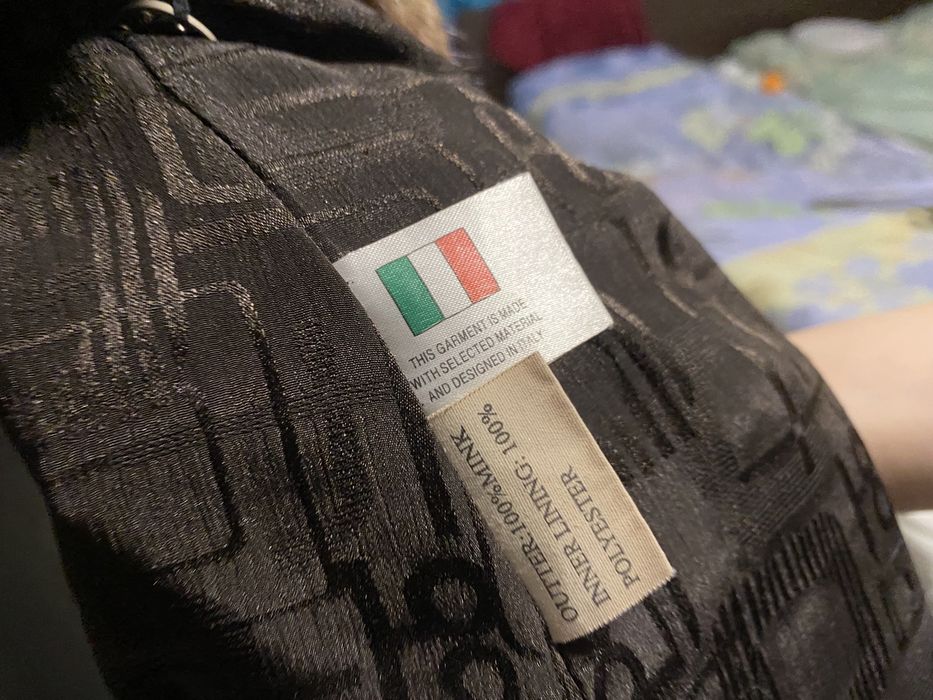 THIS GARMENT IS MADE
WITH SELECTED MATERIAL
AND DESIGNED IN ITALY
OUTTER:100%MINK
INNER LINING: 100%
POLYESTER